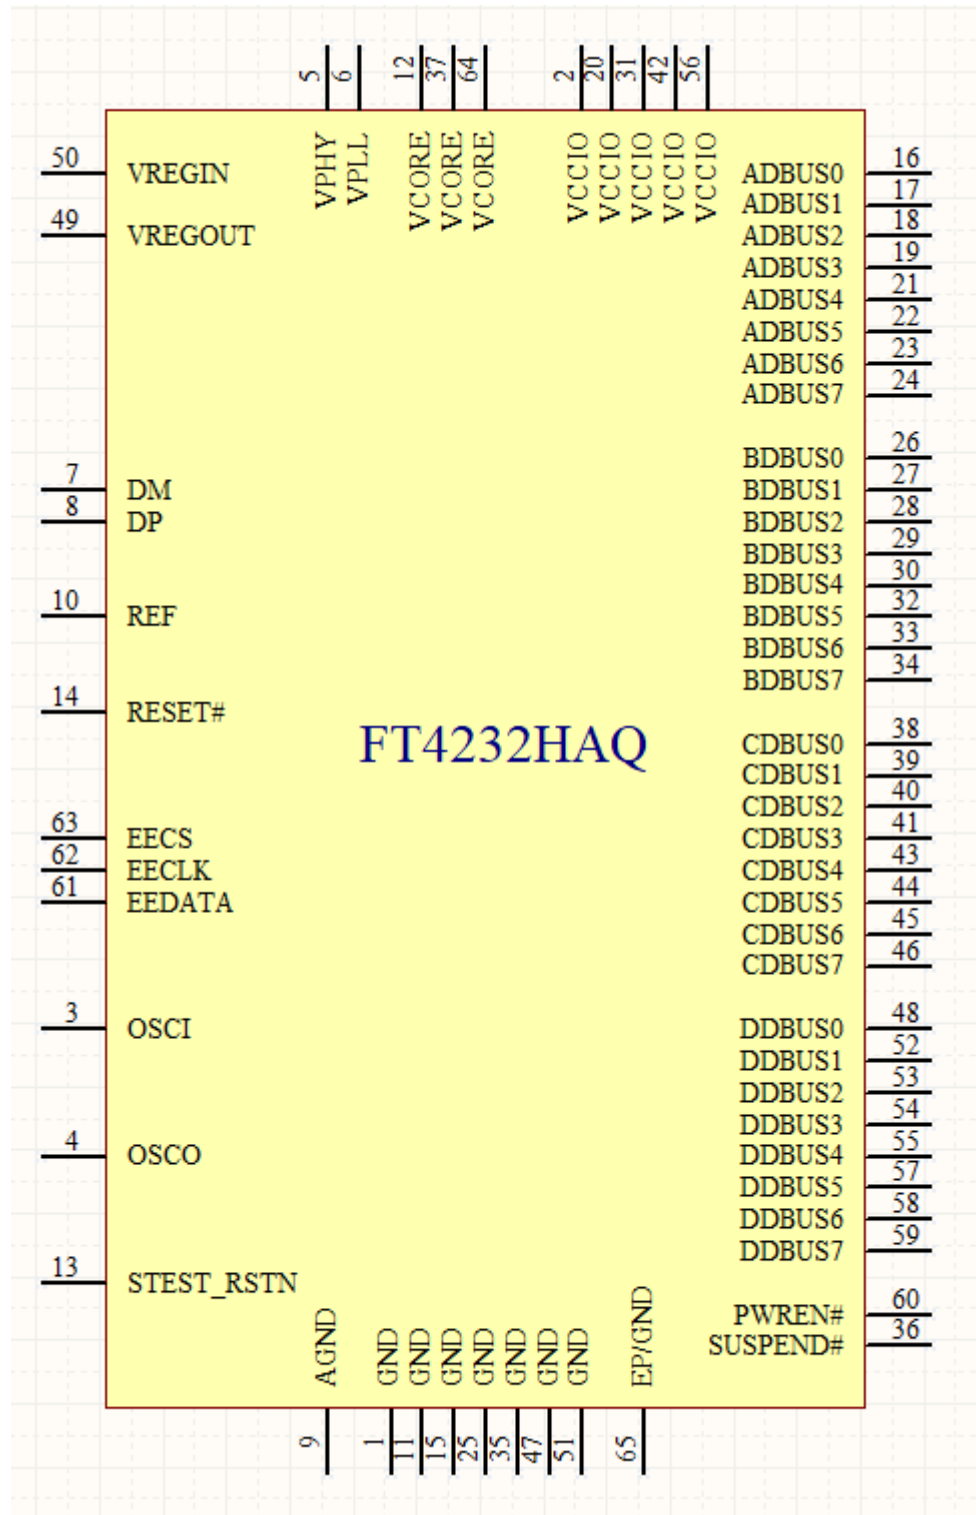 5 6 12 37 64 2 20 31 42 56
VPHY VPLL VCORE VCORE VCORE VCCIO VCCIO VCCIO VCCIO VCCIO
50 VREGIN
49 VREGOUT
7 DM
8 DP
10 REF
14 RESET#
63 EECS
62 EECLK
61 EEDATA
3 OSCI
4 OSCO
13 STEST_RSTN
FT4232HAQ
ADBUS0 16
ADBUS1 17
ADBUS2 18
ADBUS3 19
ADBUS4 21
ADBUS5 22
ADBUS6 23
ADBUS7 24
BDBUS0 26
BDBUS1 27
BDBUS2 28
BDBUS3 29
BDBUS4 30
BDBUS5 32
BDBUS6 33
BDBUS7 34
CDBUS0 38
CDBUS1 39
CDBUS2 40
CDBUS3 41
CDBUS4 43
CDBUS5 44
CDBUS6 45
CDBUS7 46
DDBUS0 48
DDBUS1 52
DDBUS2 53
DDBUS3 54
DDBUS4 55
DDBUS5 57
DDBUS6 58
DDBUS7 59
PWREN# 60
SUSPEND# 36
AGND GND GND GND GND GND GND GND EP/GND
9 1 11 15 25 35 47 51 65